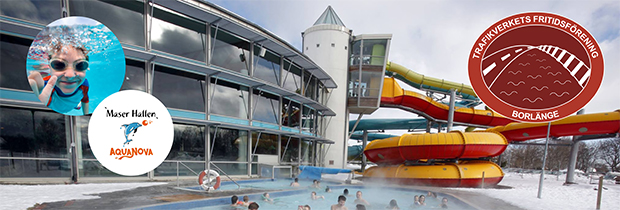 Maser Hallen
AQUANOVA
TRAFIKVERKETS FRITIDSFÖRENING
BORLÄNGE